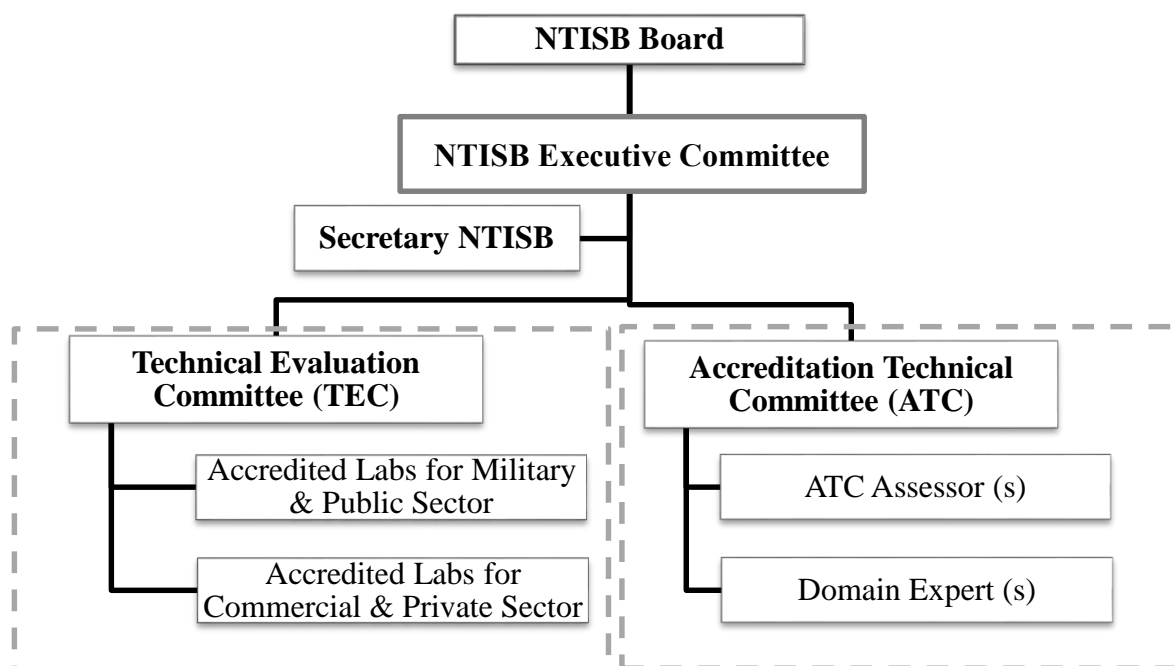 NTISB Board
NTISB Executive Committee
Secretary NTISB
Technical Evaluation
Committee (TEC)
Accredited Labs for Military
& Public Sector
Accredited Labs for
Commercial & Private Sector
Accreditation Technical
Committee (ATC)
ATC Assessor (s)
Domain Expert (s)